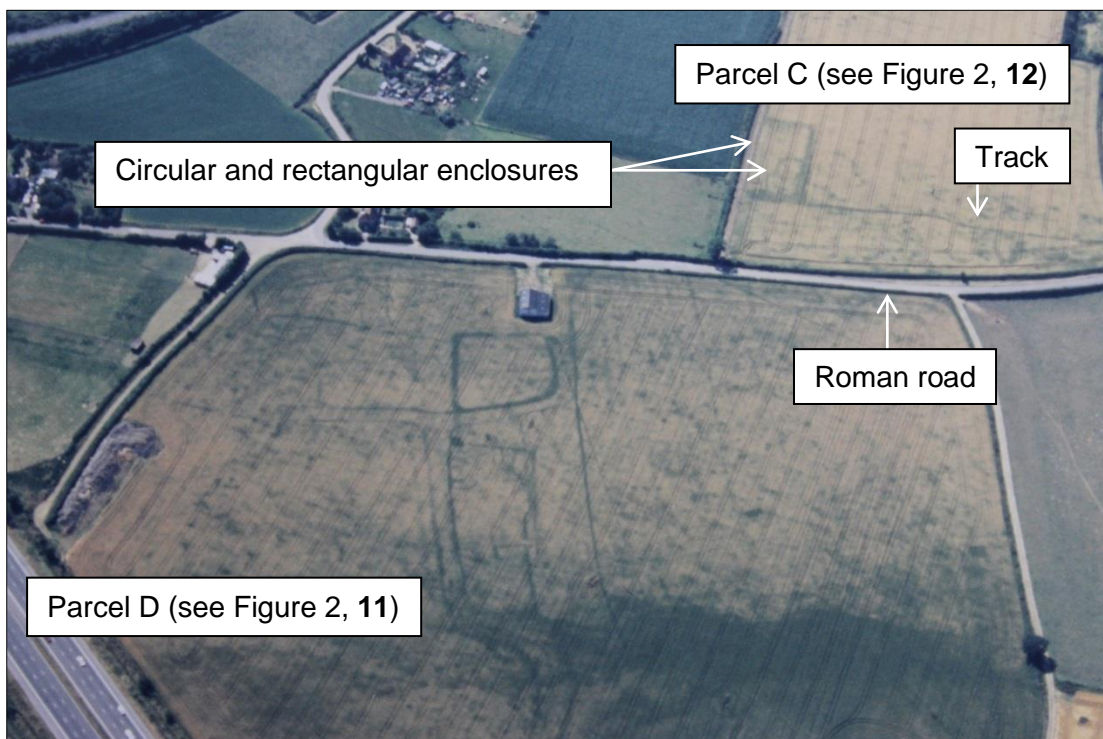 Parcel C (see Figure 2, 12)
Circular and rectangular enclosures
Track
Roman road
Parcel D (see Figure 2, 11)